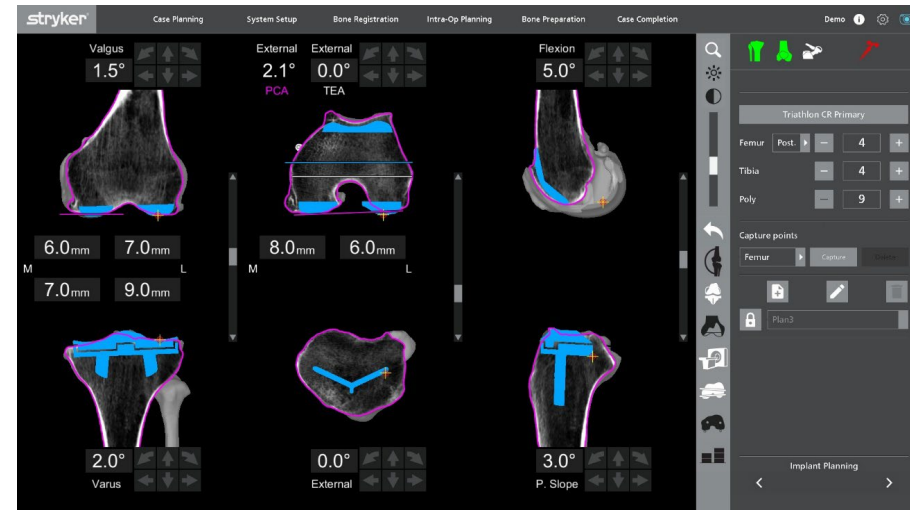 stryker
Case Planning
System Setup
Bone Registration
Intra-Op Planning
Bone Preparation
Case Completion
Demo
Valgus
1.5°
External External
2.1° 0.0°
PCA TEA
Flexion
5.0°
6.0mm 7.0mm
M L
7.0mm 9.0mm
8.0mm 6.0mm
M L
2.0°
Varus
0.0°
External
3.0°
P. Slope
Triathlon CR Primary
Femur Post. − 4 +
Tibia − 4 +
Poly − 9 +
Capture points
Femur Capture Delete
Plan3
Implant Planning
< >